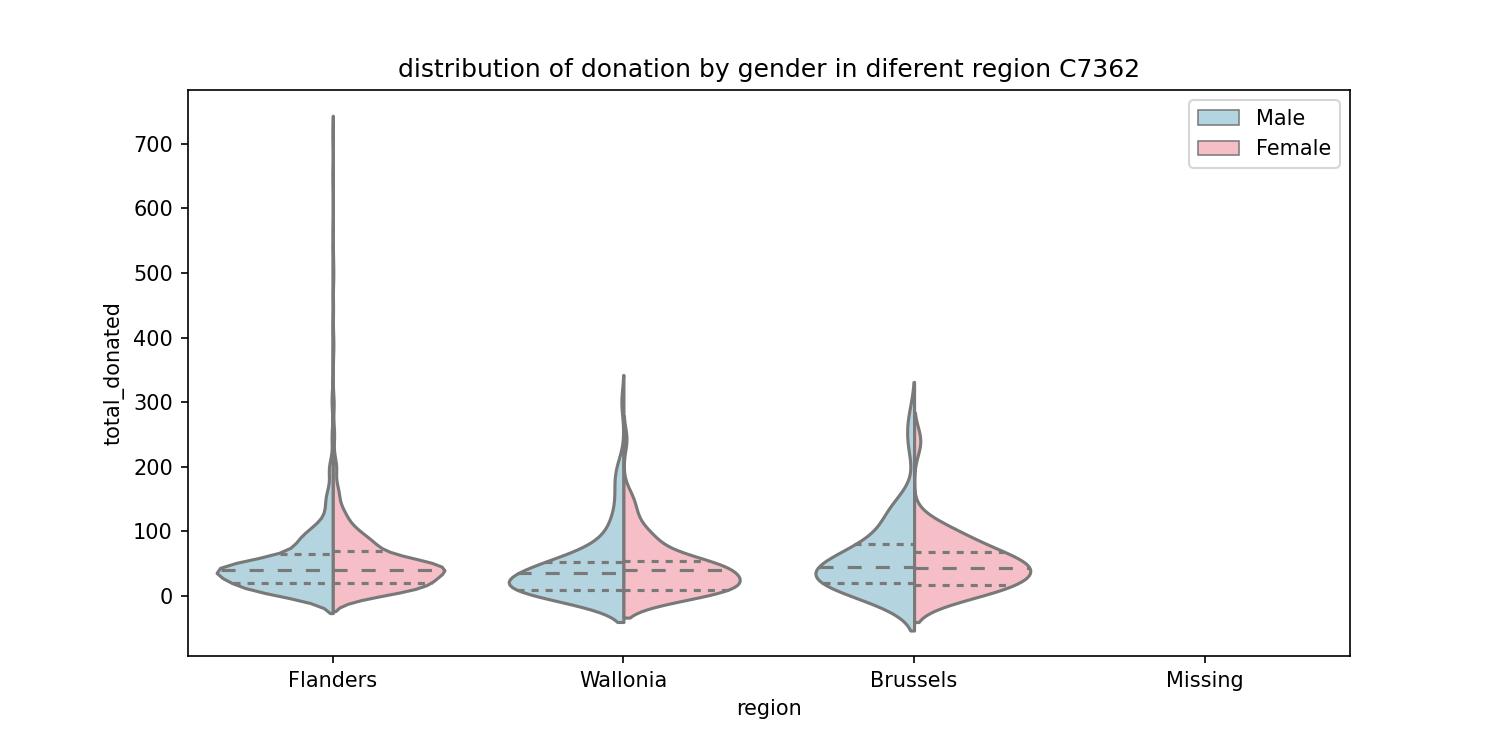 distribution of donation by gender in diferent region C7362
Male
Female
total_donated
700
600
500
400
300
200
100
0
Flanders
Wallonia
Brussels
Missing
region